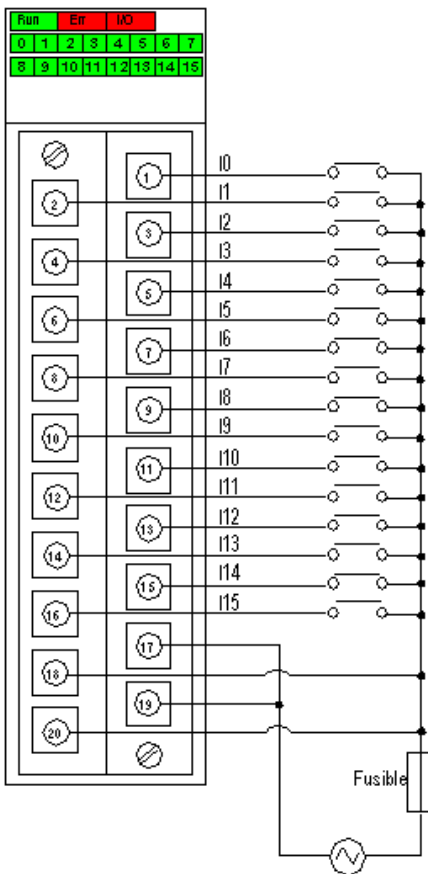 Run Err I/O
0 1 2 3 4 5 6 7
8 9 10 11 12 13 14 15
1 I0
2 I1
3 I2
4 I3
5 I4
6 I5
7 I6
8 I7
9 I8
10 I9
11 I10
12 I11
13 I12
14 I13
15 I14
16 I15
17
18
19
20
Fusible